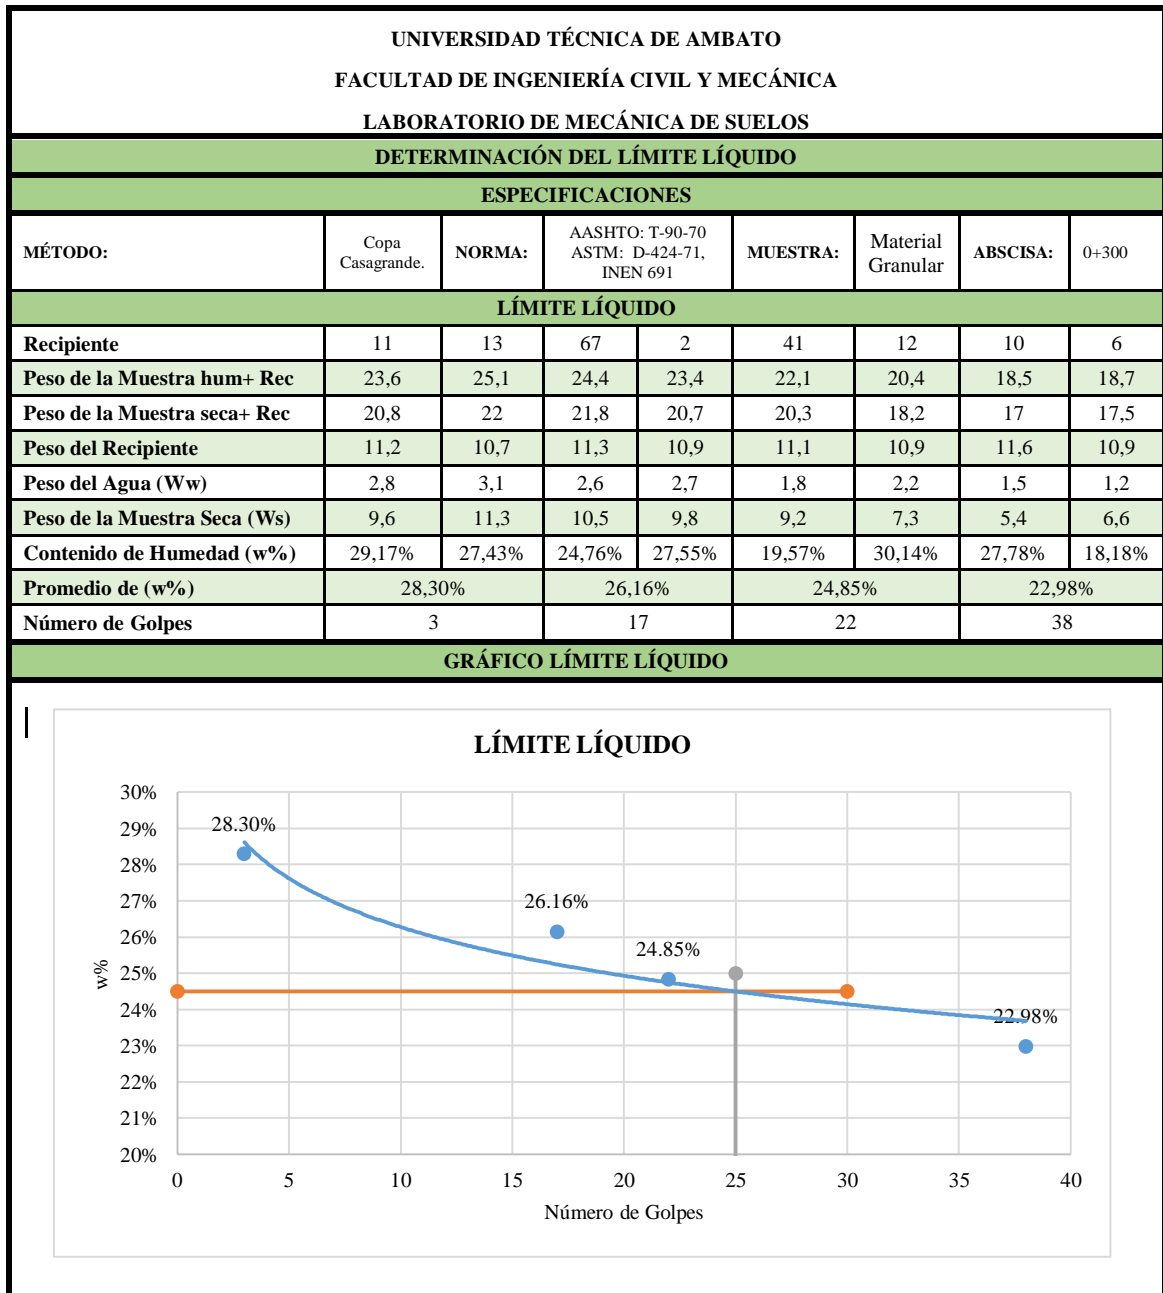 UNIVERSIDAD TÉCNICA DE AMBATO
FACULTAD DE INGENIERÍA CIVIL Y MECÁNICA
LABORATORIO DE MECÁNICA DE SUELOS
DETERMINACIÓN DEL LÍMITE LÍQUIDO
ESPECIFICACIONES
MÉTODO: Copa Casagrande. NORMA: AASHTO: T-90-70 ASTM: D-424-71, INEN 691 MUESTRA: Material Granular ABSCISA: 0+300
LÍMITE LÍQUIDO
Recipiente 11 13 67 2 41 12 10 6
Peso de la Muestra hum+ Rec 23,6 25,1 24,4 23,4 22,1 20,4 18,5 18,7
Peso de la Muestra seca+ Rec 20,8 22 21,8 20,7 20,3 18,2 17 17,5
Peso del Recipiente 11,2 10,7 11,3 10,9 11,1 10,9 11,6 10,9
Peso del Agua (Ww) 2,8 3,1 2,6 2,7 1,8 2,2 1,5 1,2
Peso de la Muestra Seca (Ws) 9,6 11,3 10,5 9,8 9,2 7,3 5,4 6,6
Contenido de Humedad (w%) 29,17% 27,43% 24,76% 27,55% 19,57% 30,14% 27,78% 18,18%
Promedio de (w%) 28,30% 26,16% 24,85% 22,98%
Número de Golpes 3 17 22 38
GRÁFICO LÍMITE LÍQUIDO
LÍMITE LÍQUIDO
30%
29%
28%
27%
26%
25%
24%
23%
22%
21%
20%
w%
28.30%
26.16%
24.85%
22.98%
0 5 10 15 20 25 30 35 40
Número de Golpes